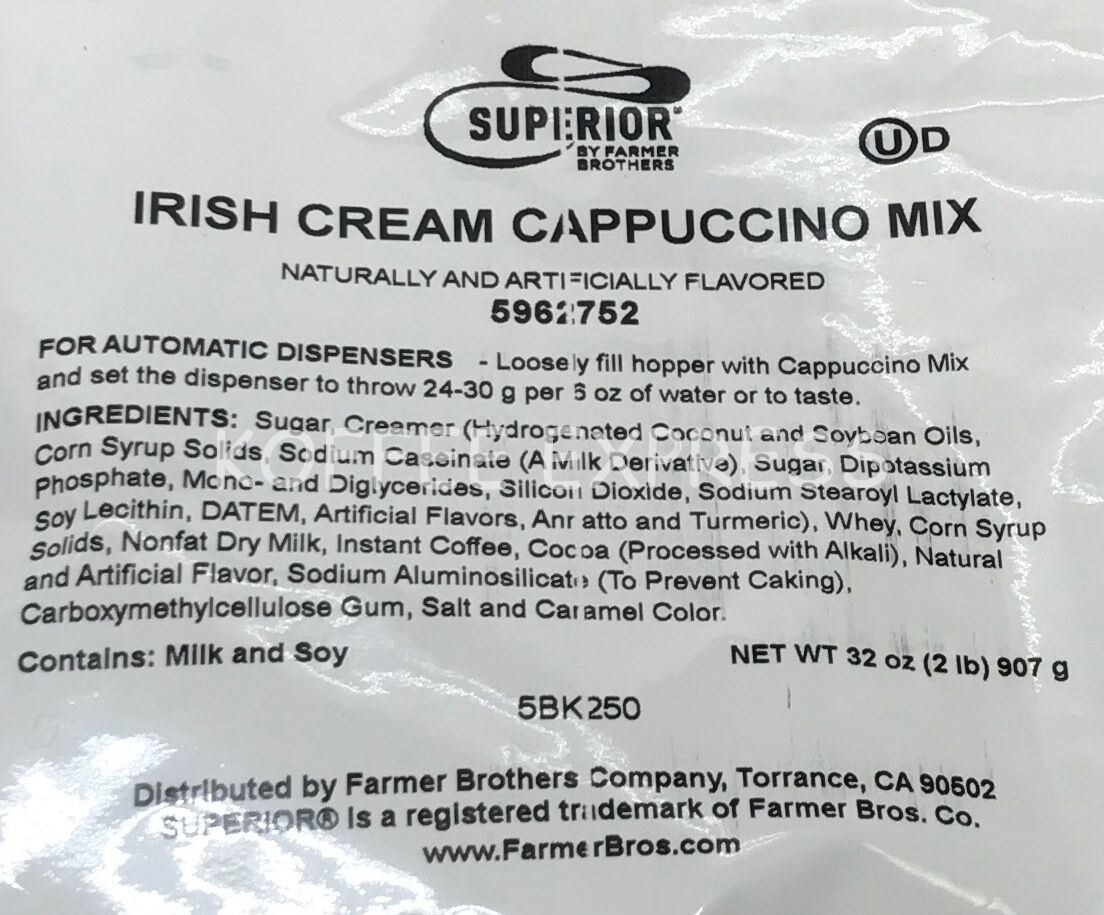 SUPERIOR™
BY FARMER
BROTHERS
UD
IRISH CREAM CAPPUCCINO MIX
NATURALLY AND ARTIFICIALLY FLAVORED
5962752
FOR AUTOMATIC DISPENSERS - Loosely fill hopper with Cappuccino Mix
and set the dispenser to throw 24-30 g per 6 oz of water or to taste.
INGREDIENTS: Sugar, Creamer (Hydrogenated Coconut and Soybean Oils,
Corn Syrup Solids, Sodium Caseinate (A Milk Derivative), Sugar, Dipotassium
Phosphate, Mono- and Diglycerides, Silicon Dioxide, Sodium Stearoyl Lactylate,
Soy Lecithin, DATEM, Artificial Flavors, Annatto and Turmeric), Whey, Corn Syrup
Solids, Nonfat Dry Milk, Instant Coffee, Cocoa (Processed with Alkali), Natural
and Artificial Flavor, Sodium Aluminosilicate (To Prevent Caking),
Carboxymethylcellulose Gum, Salt and Caramel Color.
KOFFEE EXPRESS
Contains: Milk and Soy
NET WT 32 oz (2 lb) 907 g
5BK250
Distributed by Farmer Brothers Company, Torrance, CA 90502
SUPERIOR® is a registered trademark of Farmer Bros. Co.
www.FarmerBros.com